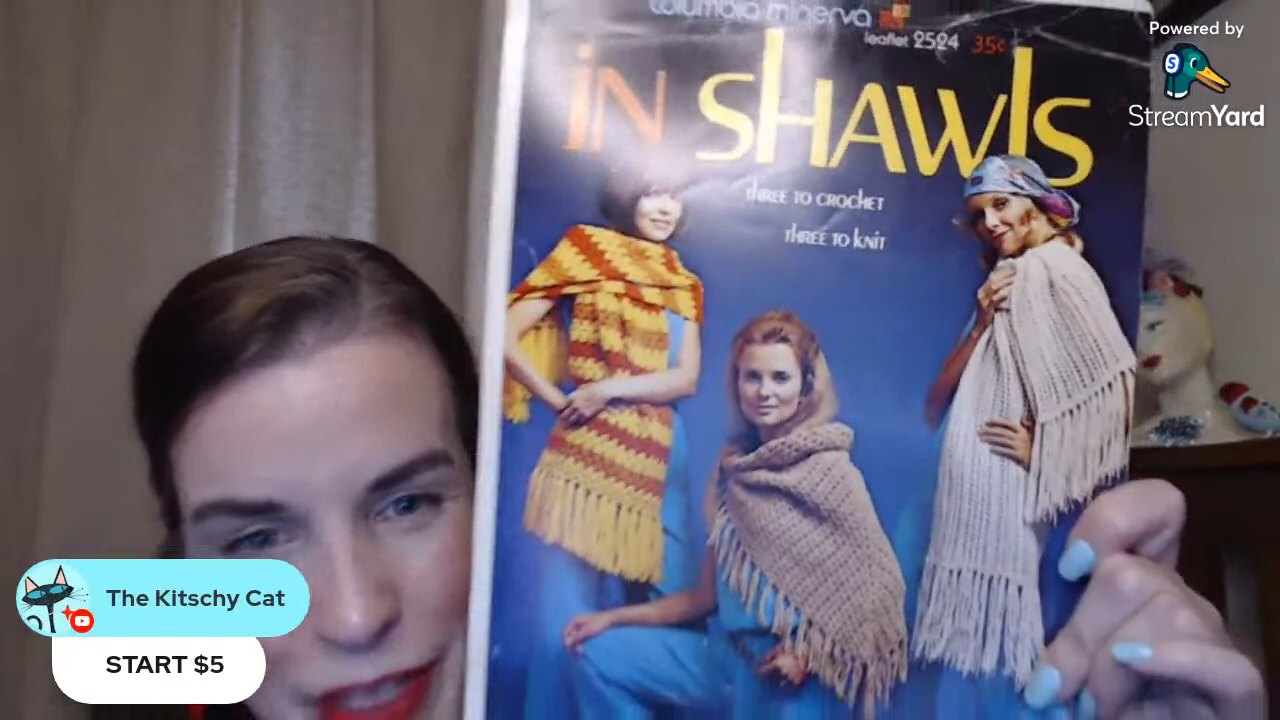 columbia minerva
leaflet 2524 35¢
in SHAWLS
THREE TO CROCHET
THREE TO KNIT
Powered by
S
StreamYard
The Kitschy Cat
START $5